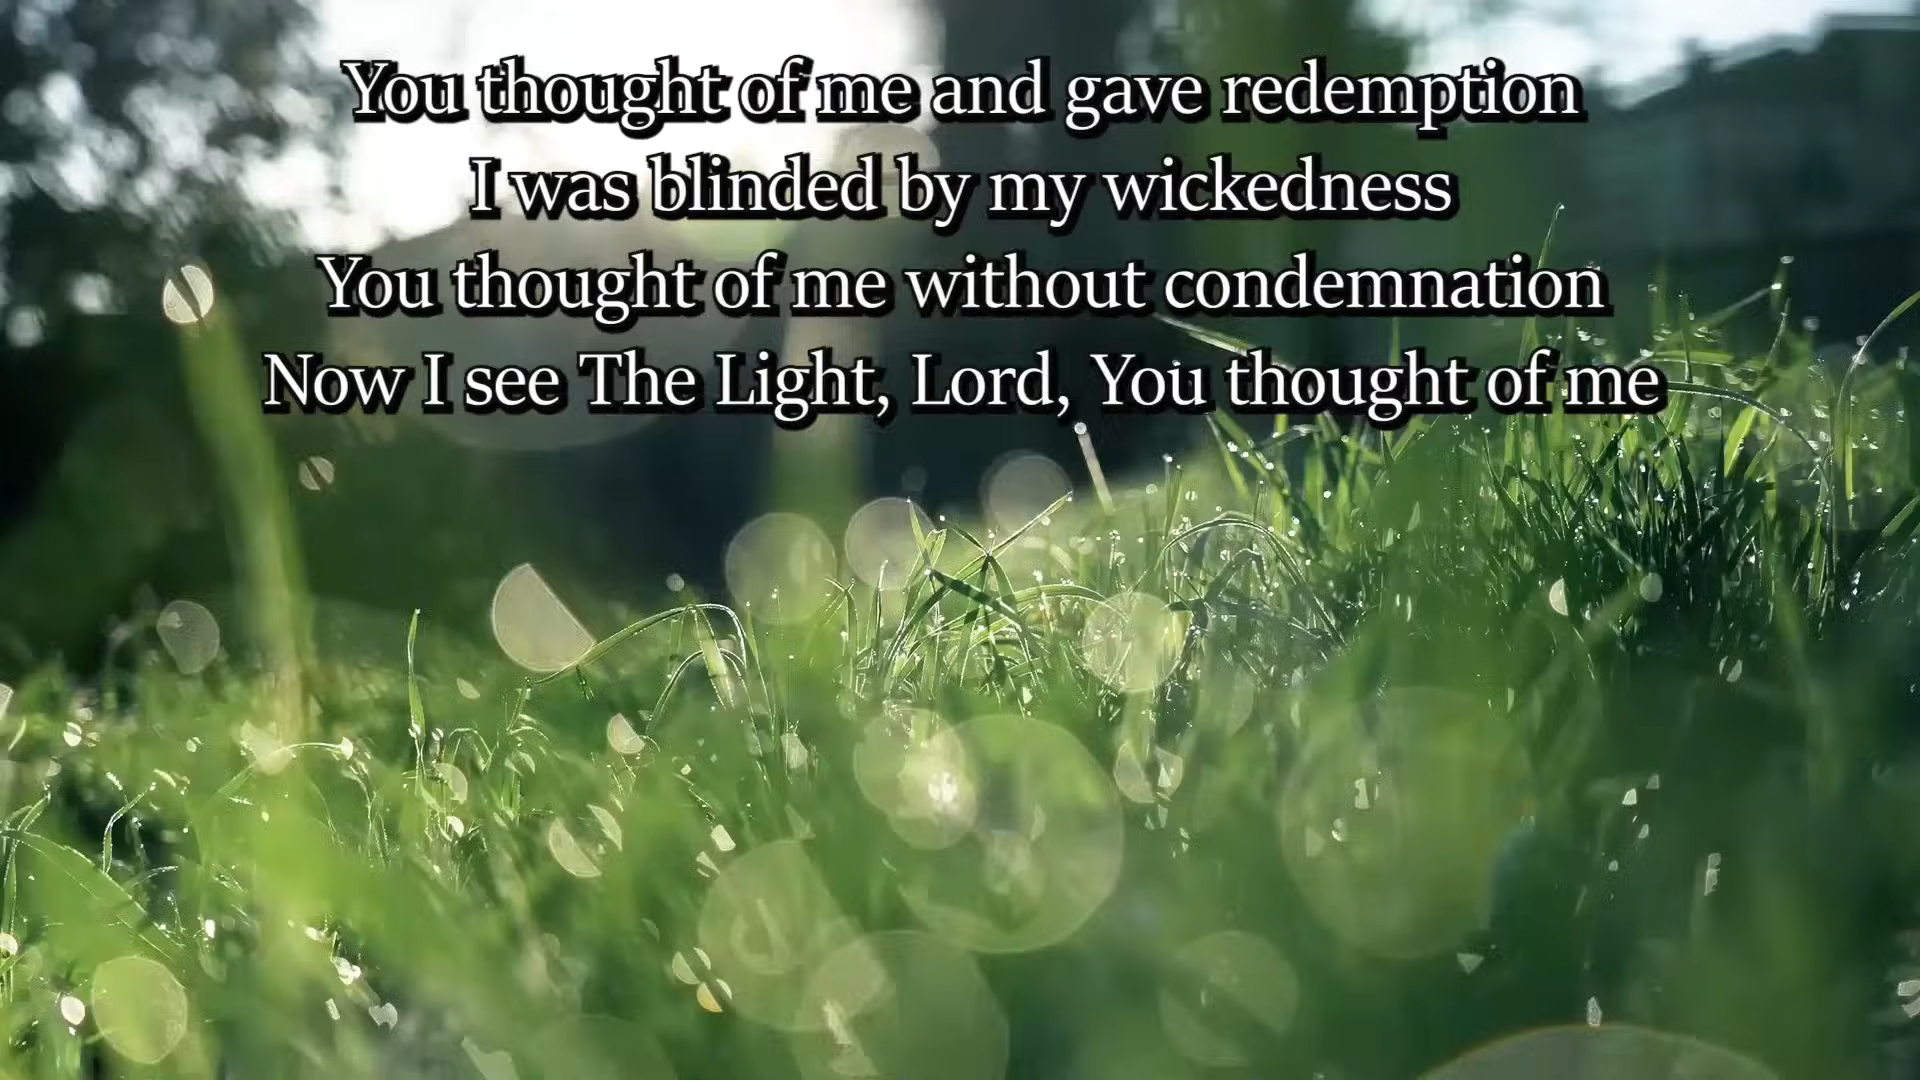 You thought of me and gave redemption
I was blinded by my wickedness
You thought of me without condemnation
Now I see The Light, Lord, You thought of me